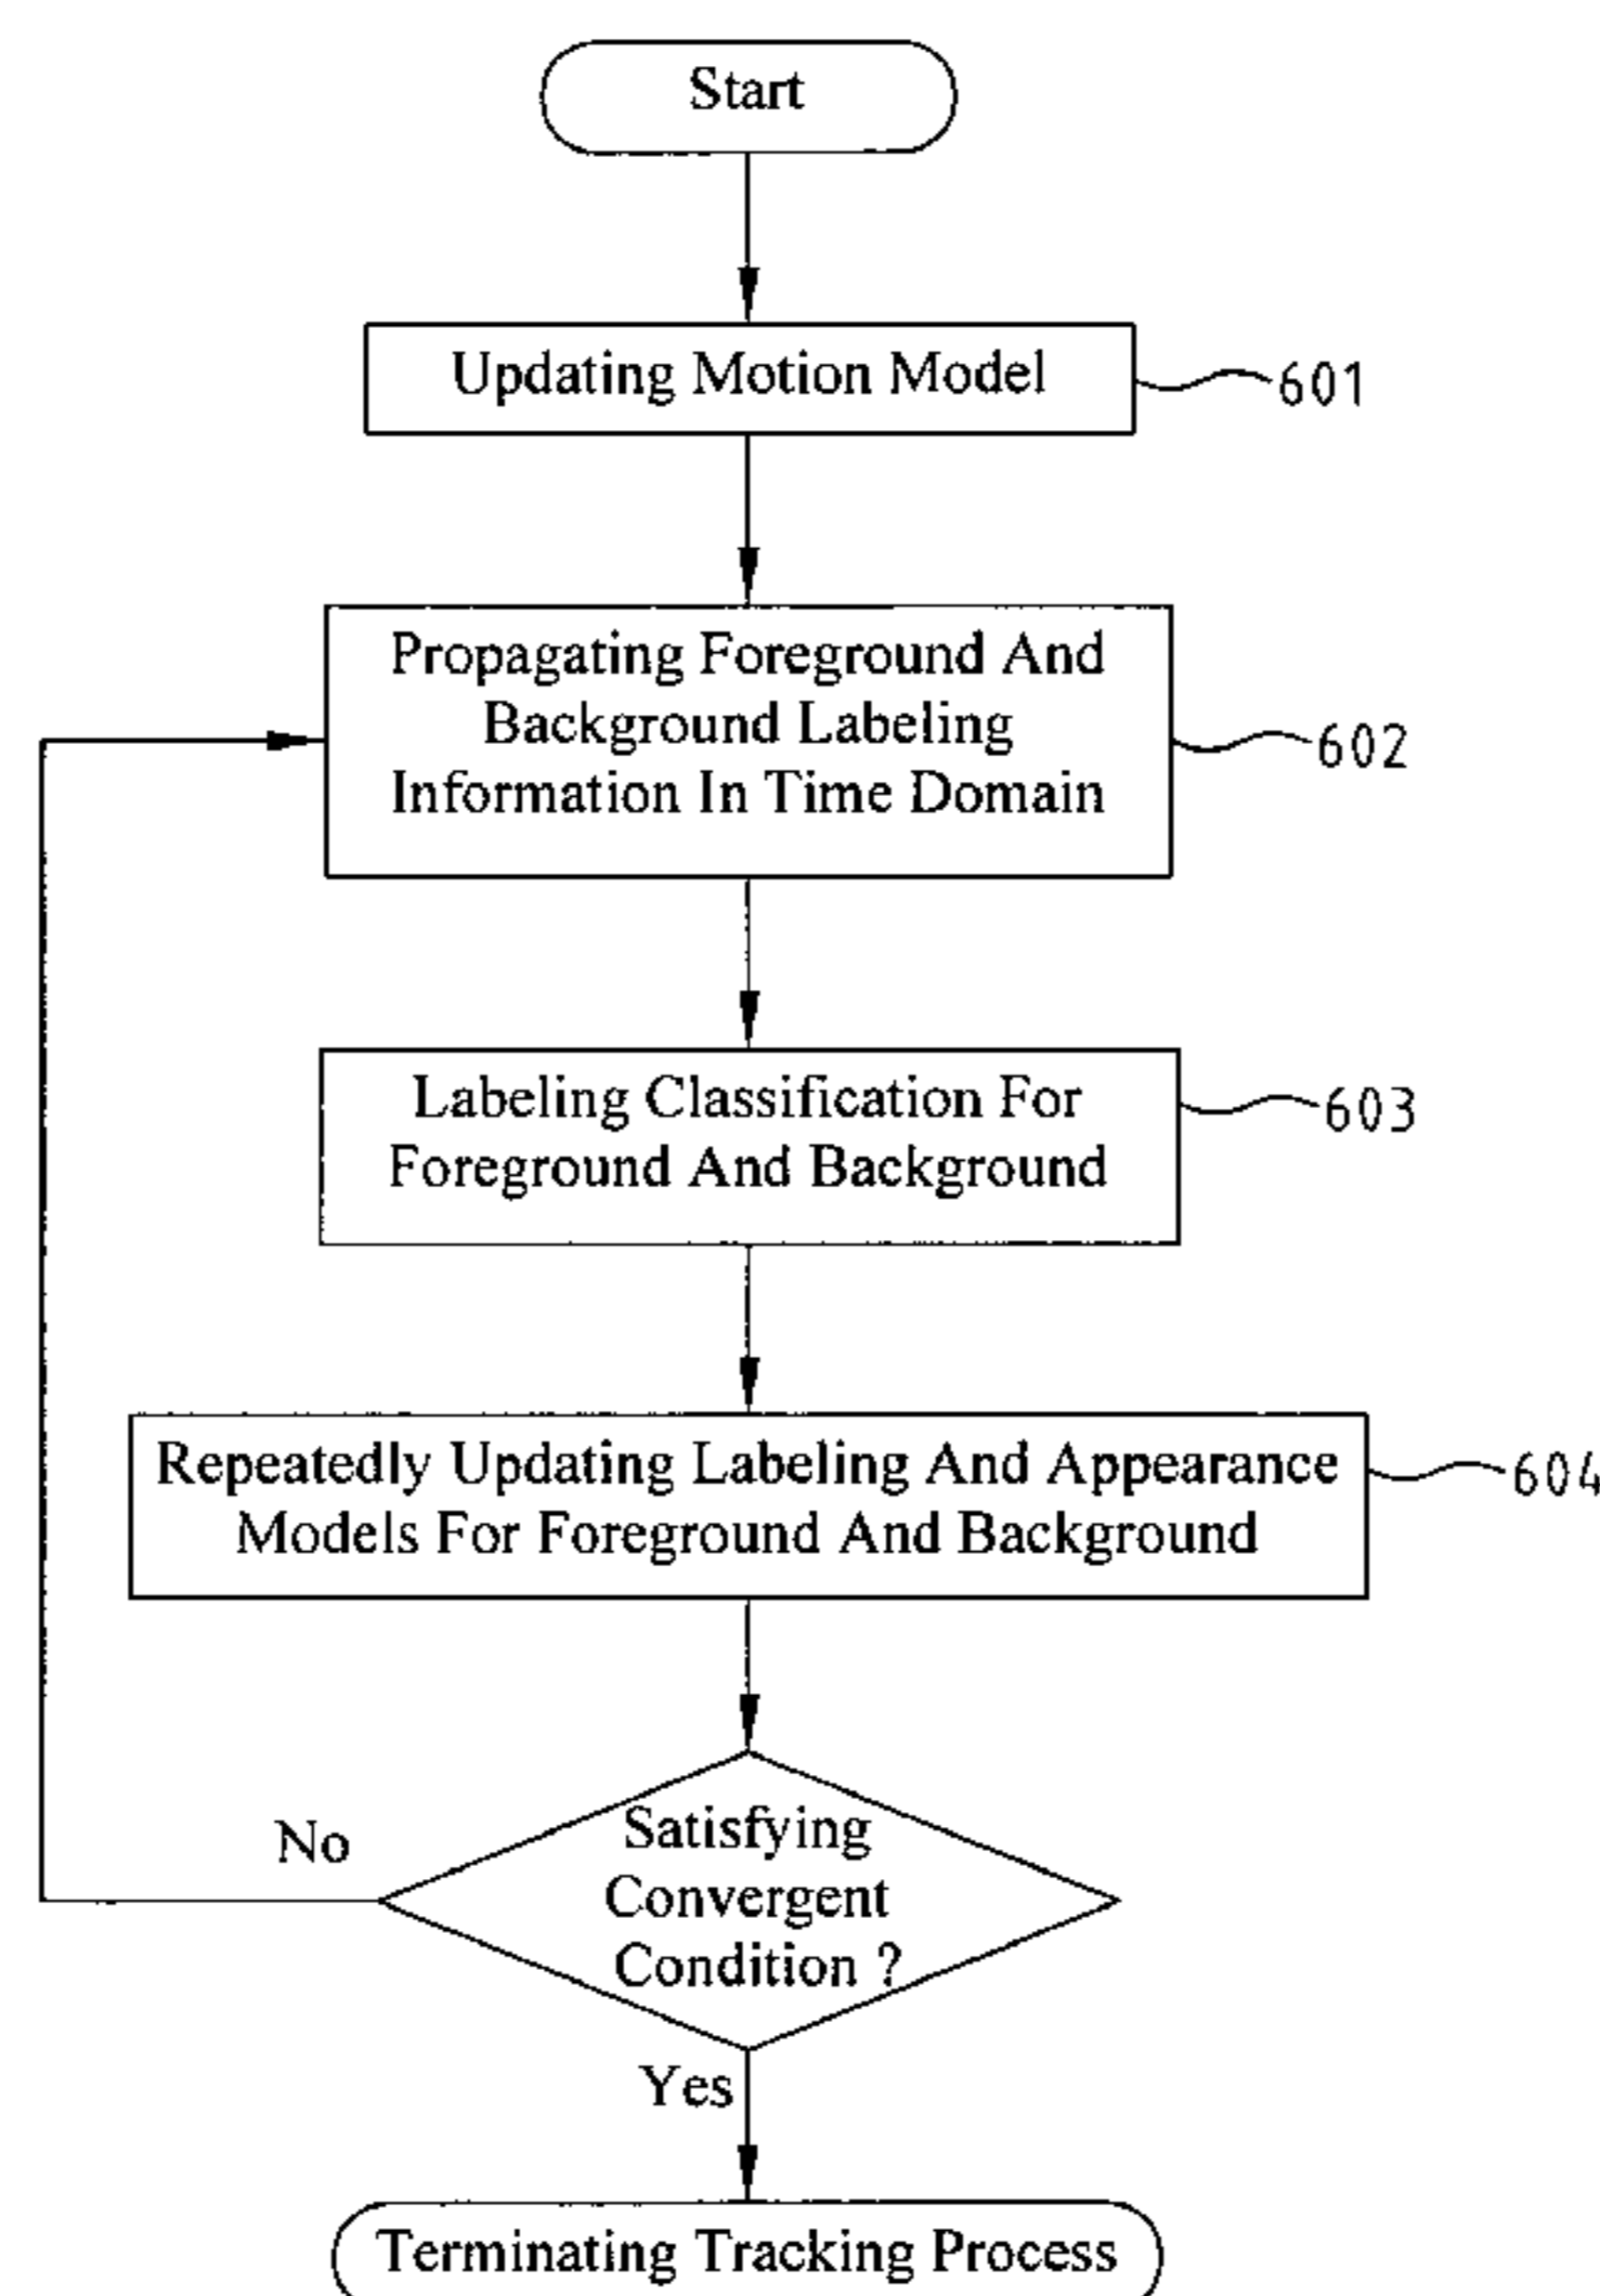 Start
Updating Motion Model
601
Propagating Foreground And
Background Labeling
Information In Time Domain
602
Labeling Classification For
Foreground And Background
603
Repeatedly Updating Labeling And Appearance
Models For Foreground And Background
604
Satisfying
Convergent
Condition ?
No
Yes
Terminating Tracking Process